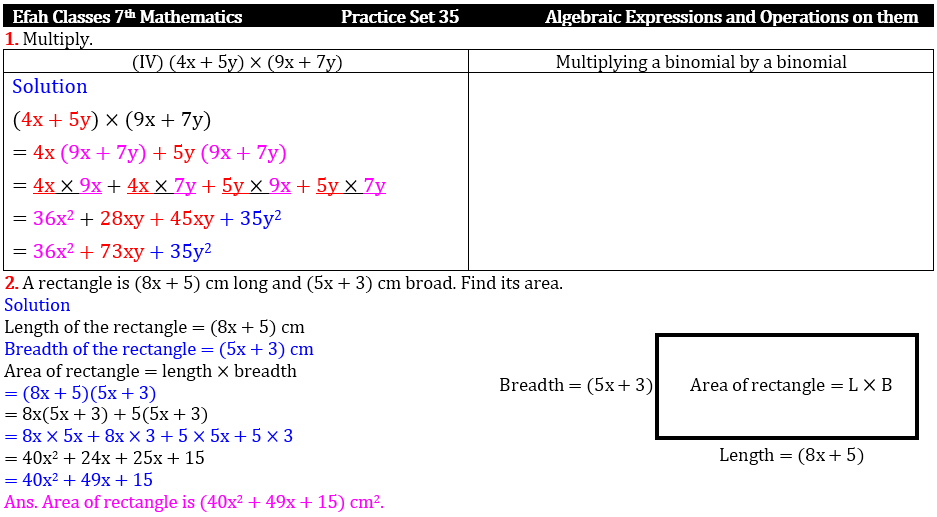 Efah Classes 7ᵗʰ Mathematics Practice Set 35 Algebraic Expressions and Operations on them
1. Multiply.
(IV) (4x + 5y) × (9x + 7y) Multiplying a binomial by a binomial
Solution
(4x + 5y) × (9x + 7y)
= 4x (9x + 7y) + 5y (9x + 7y)
= 4x × 9x + 4x × 7y + 5y × 9x + 5y × 7y
= 36x² + 28xy + 45xy + 35y²
= 36x² + 73xy + 35y²
2. A rectangle is (8x + 5) cm long and (5x + 3) cm broad. Find its area.
Solution
Length of the rectangle = (8x + 5) cm
Breadth of the rectangle = (5x + 3) cm
Area of rectangle = length × breadth
= (8x + 5)(5x + 3)
= 8x(5x + 3) + 5(5x + 3)
= 8x × 5x + 8x × 3 + 5 × 5x + 5 × 3
= 40x² + 24x + 25x + 15
= 40x² + 49x + 15
Ans. Area of rectangle is (40x² + 49x + 15) cm².
Breadth = (5x + 3) Area of rectangle = L × B
Length = (8x + 5)